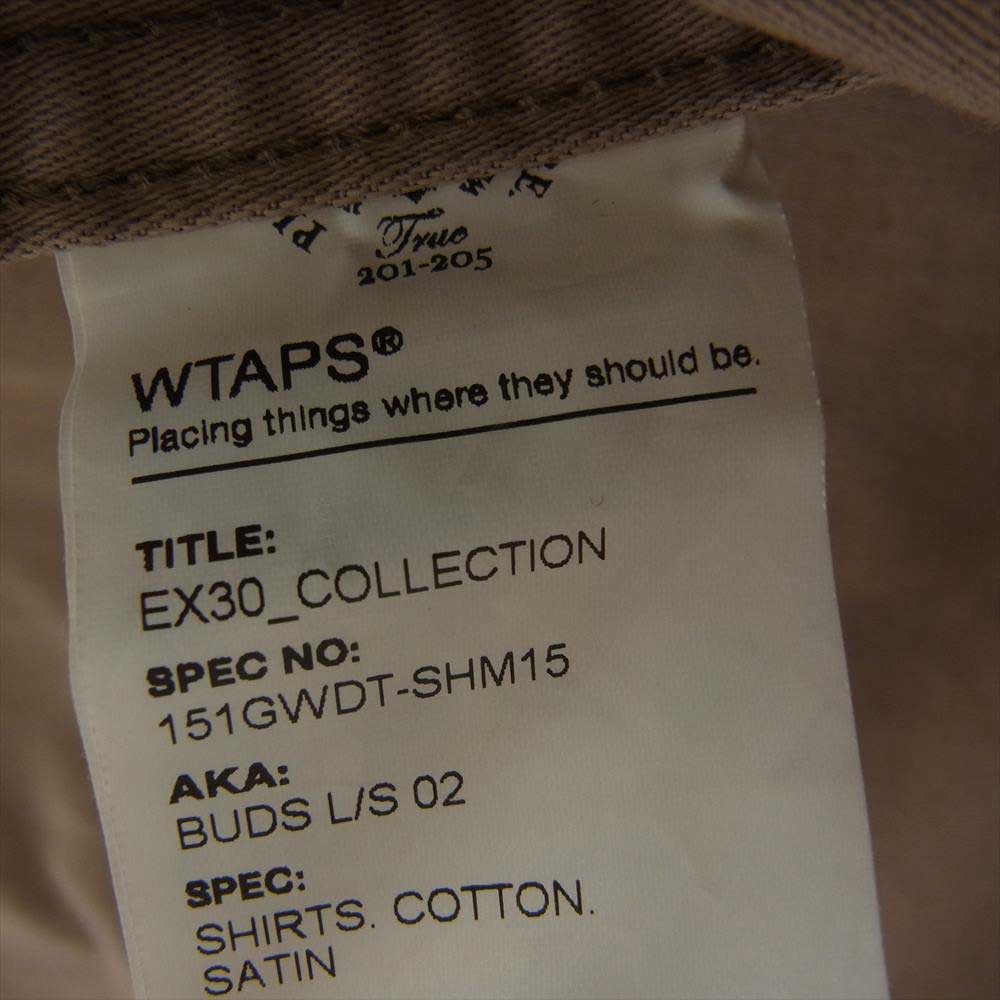 True
201-205
WTAPS®
Placing things where they should be.
TITLE:
EX30_COLLECTION
SPEC NO:
151GWDT-SHM15
AKA:
BUDS L/S 02
SPEC:
SHIRTS. COTTON.
SATIN